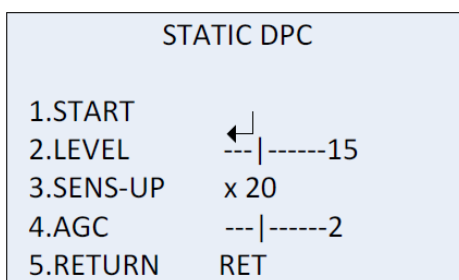 STATIC DPC
1.START ↵
2.LEVEL ---|------15
3.SENS-UP x 20
4.AGC ---|------2
5.RETURN RET